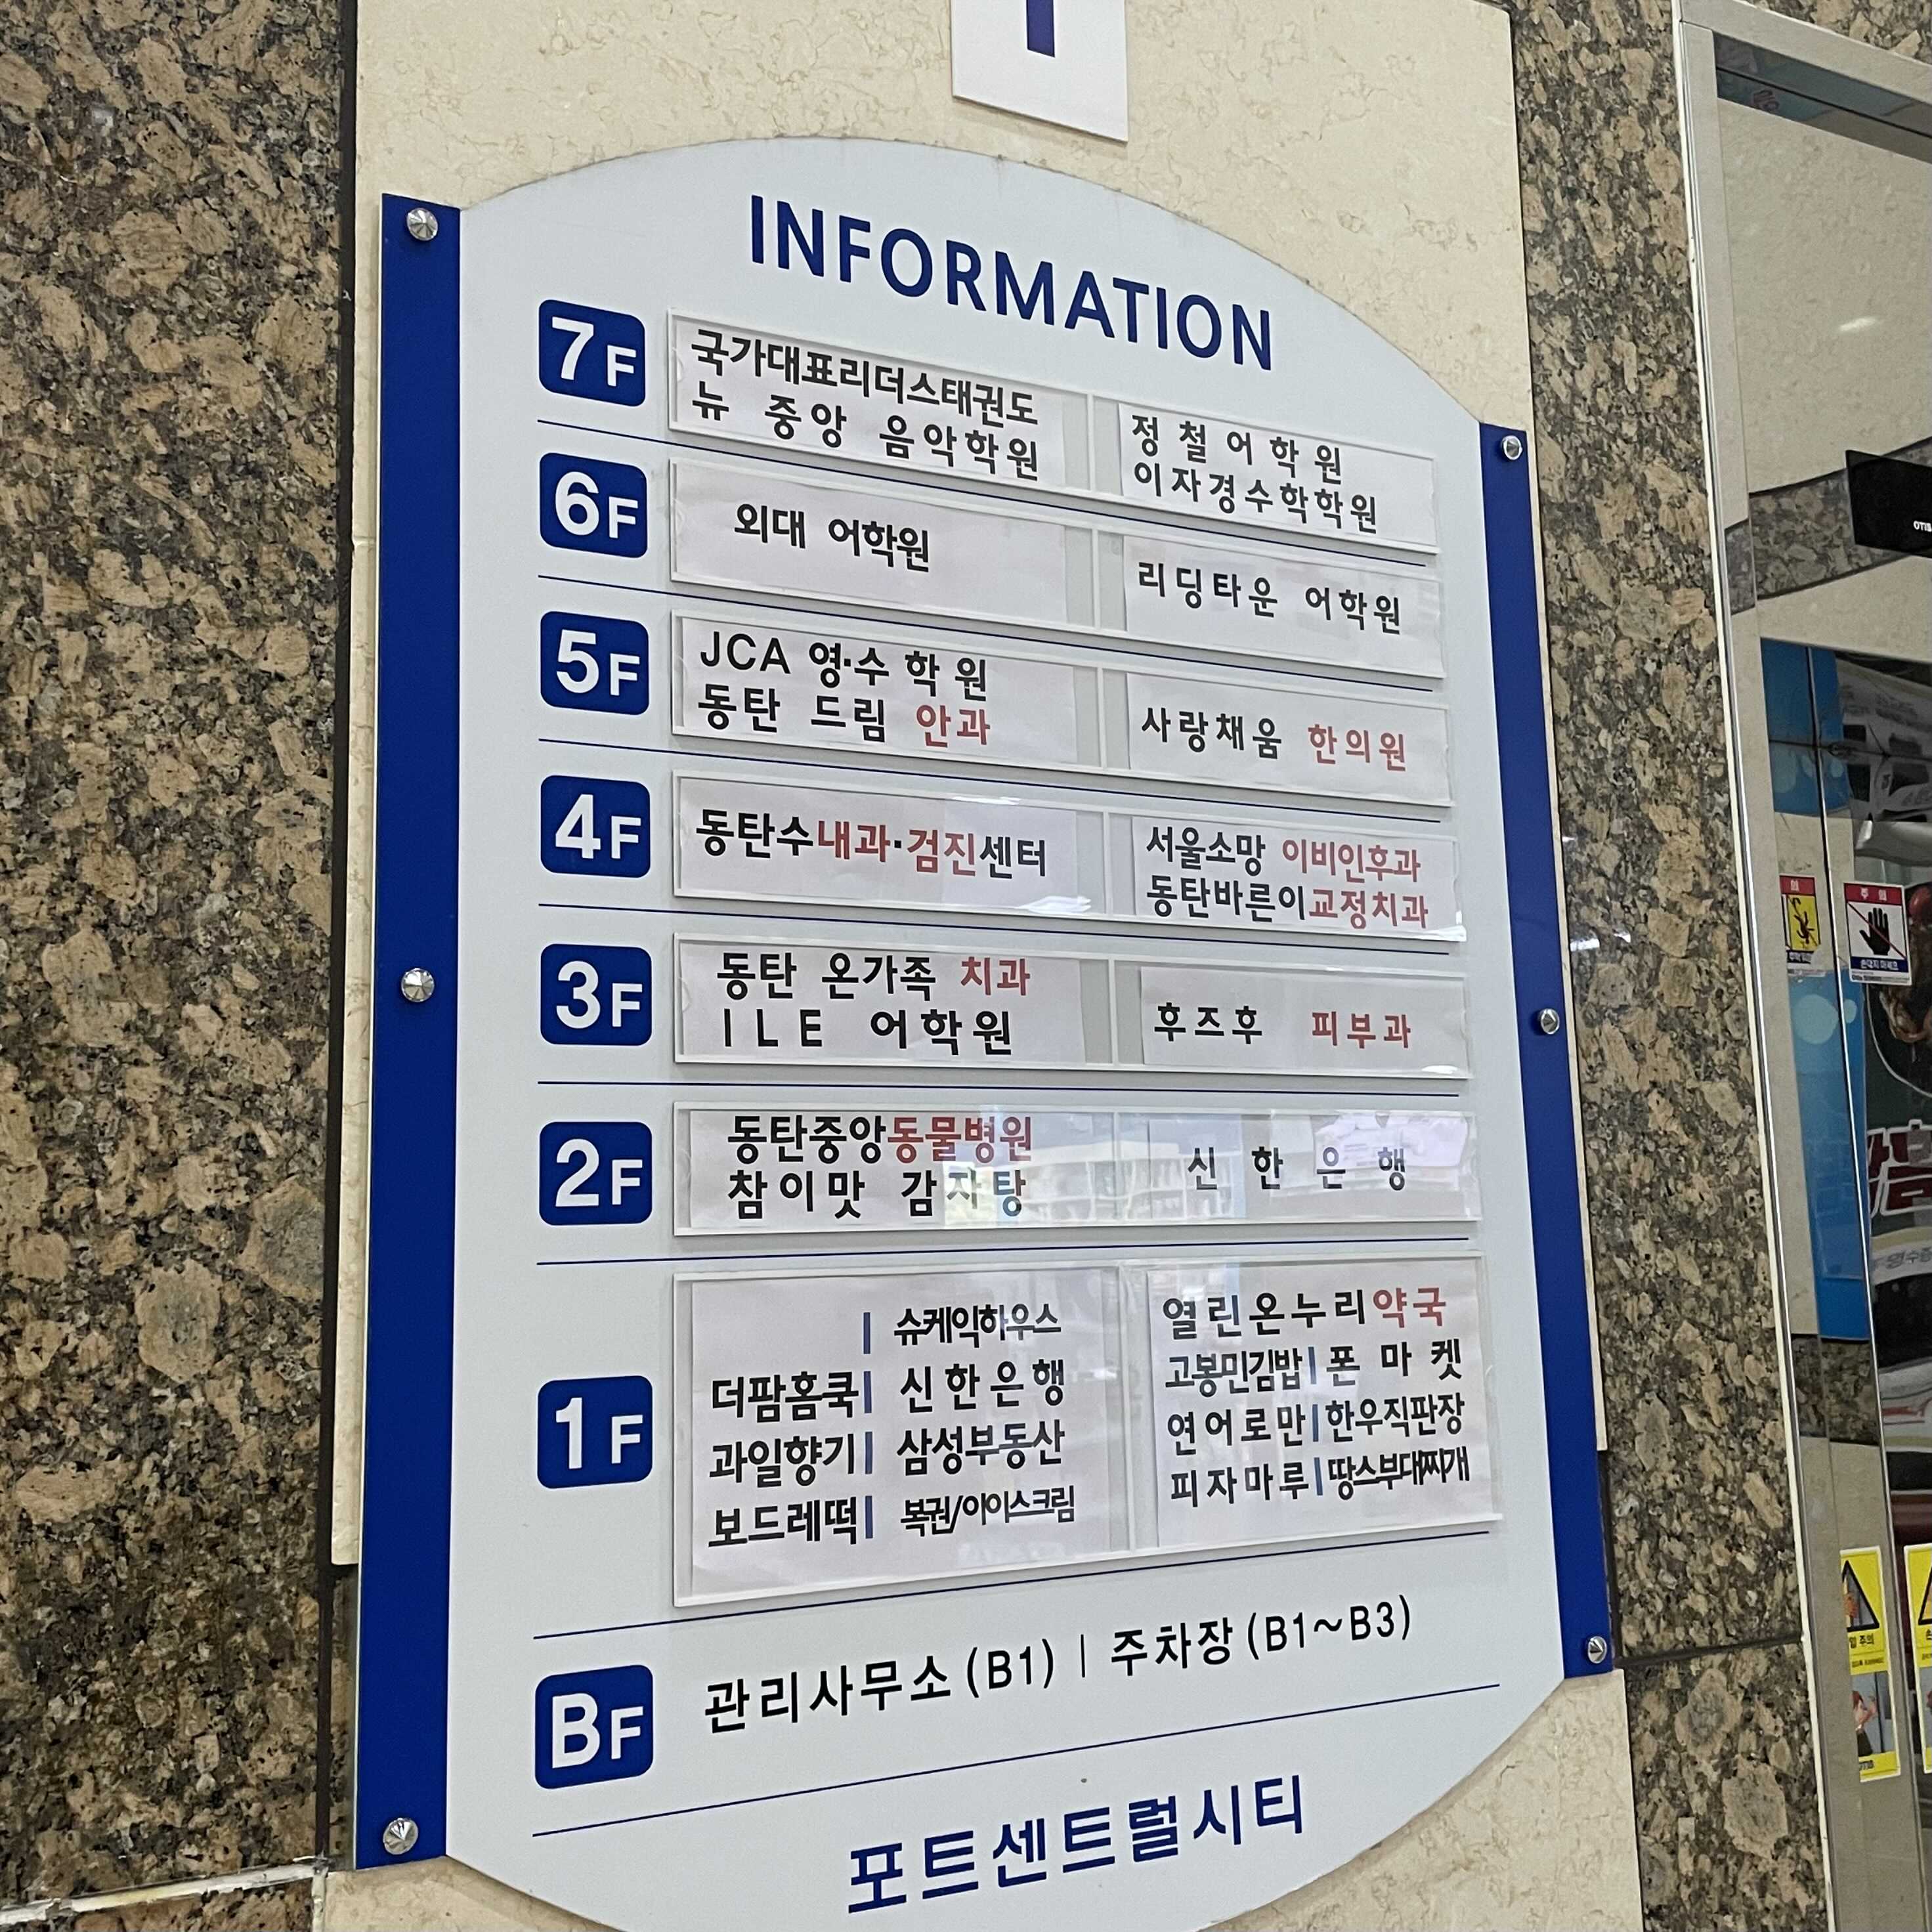 INFORMATION
7F
국가대표리더스태권도
뉴 중앙 음악학원
정철어학원
이자경수학학원
6F
외대 어학원
리딩타운 어학원
5F
JCA 영·수 학원
동탄 드림 안과
사랑채움 한의원
4F
동탄수내과·검진센터
서울소망 이비인후과
동탄바른이교정치과
3F
동탄 온가족 치과
ILE 어학원
후즈후 피부과
2F
동탄중앙동물병원
참이맛 감자탕
신한은행
1F
| 슈케익하우스
더팜홈쿡| 신한은행
과일향기| 삼성부동산
보드레떡| 복권/아이스크림
열린온누리약국
고봉민김밥|폰마켓
연어로만|한우직판장
피자마루|땅스부대찌개
BF
관리사무소(B1) | 주차장(B1~B3)
포트센트럴시티
OTIS
주의
손대지 마세요